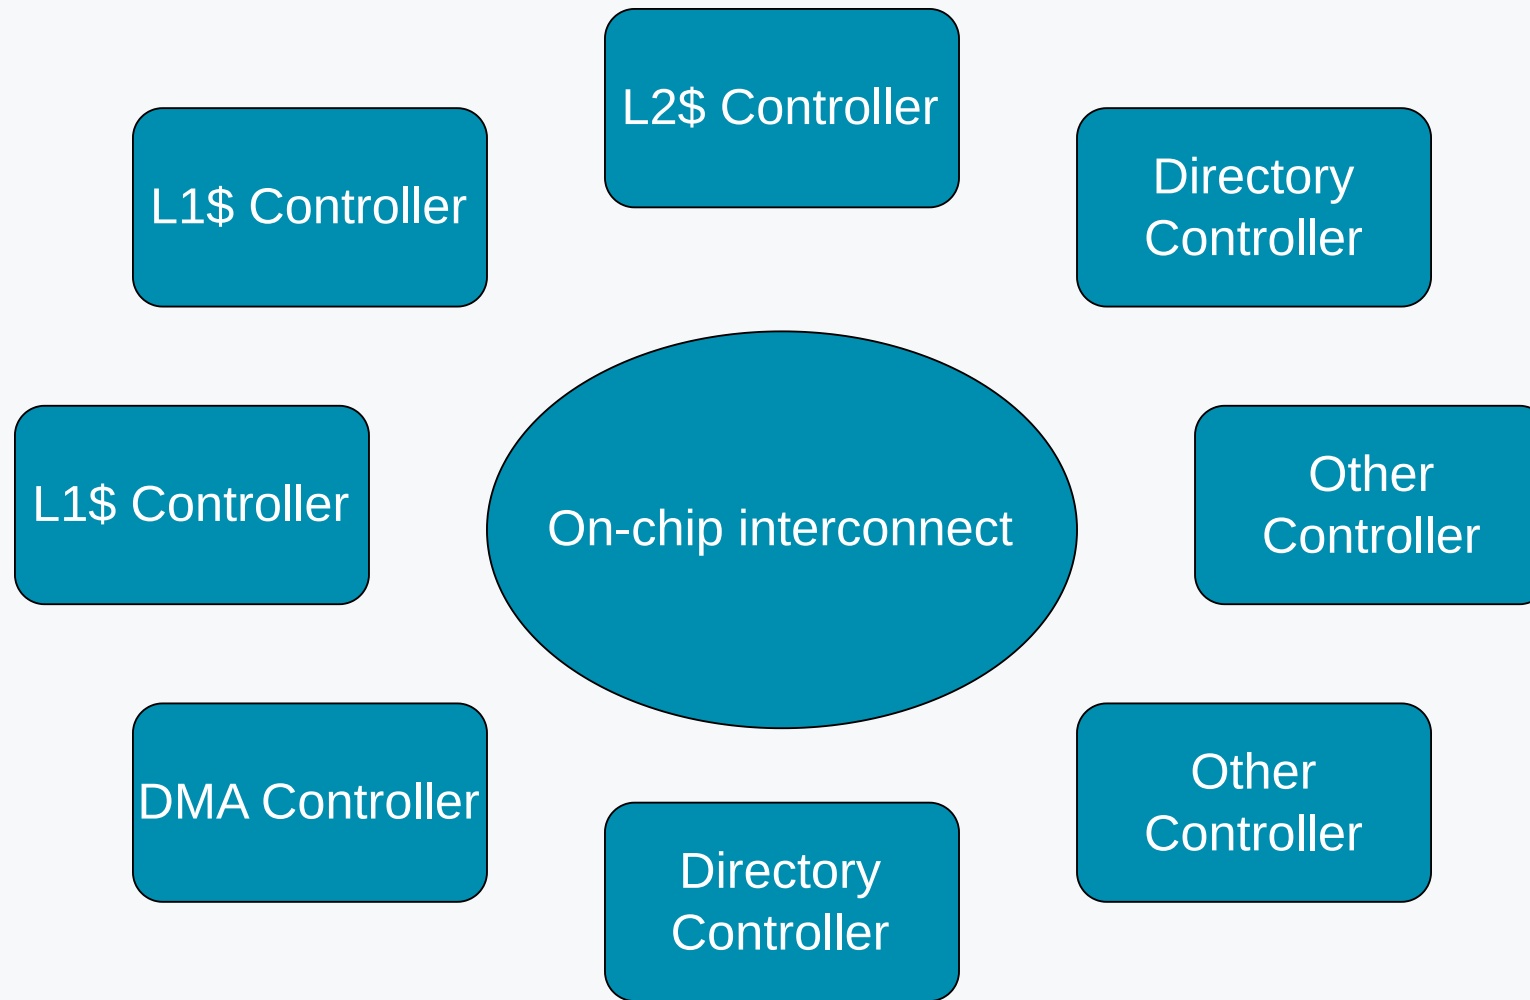 L2$ Controller
L1$ Controller
Directory
Controller
L1$ Controller
On-chip interconnect
Other
Controller
DMA Controller
Other
Controller
Directory
Controller